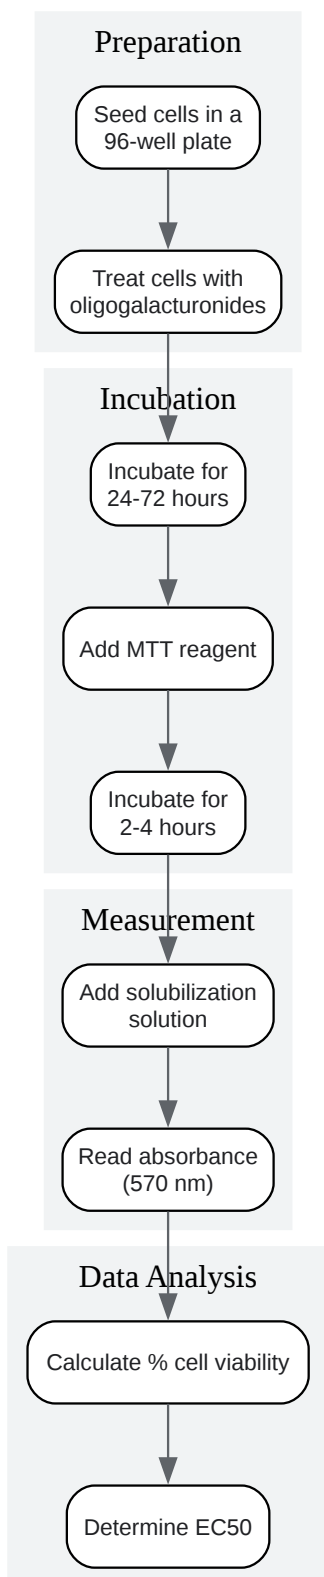 Preparation
Seed cells in a
96-well plate
Treat cells with
oligogalacturonides
Incubation
Incubate for
24-72 hours
Add MTT reagent
Incubate for
2-4 hours
Measurement
Add solubilization
solution
Read absorbance
(570 nm)
Data Analysis
Calculate % cell viability
Determine EC50